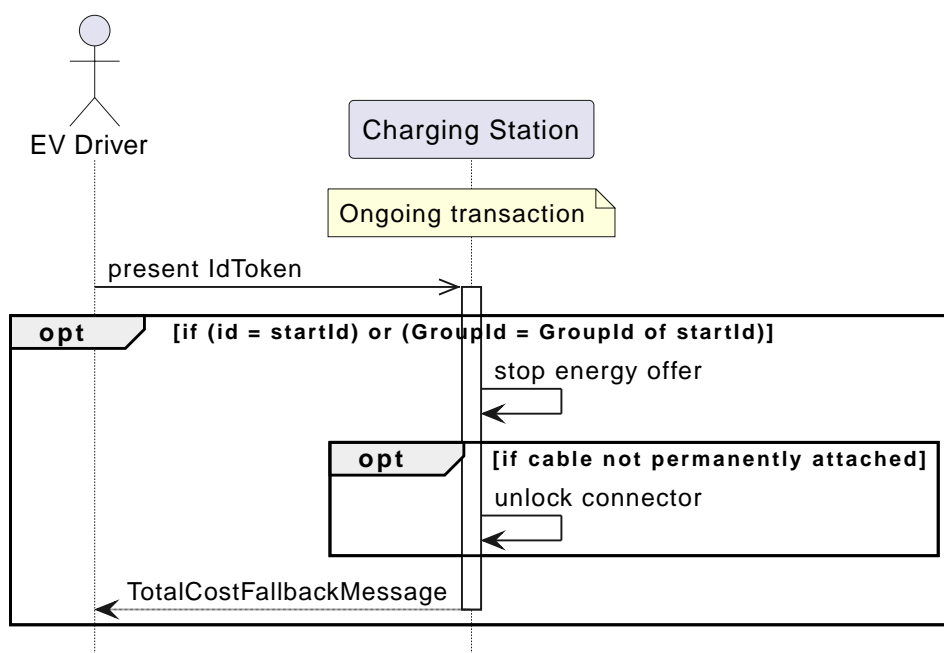 EV Driver
Charging Station
Ongoing transaction
present IdToken
opt [if (id = startId) or (GroupId = GroupId of startId)]
stop energy offer
opt [if cable not permanently attached]
unlock connector
TotalCostFallbackMessage